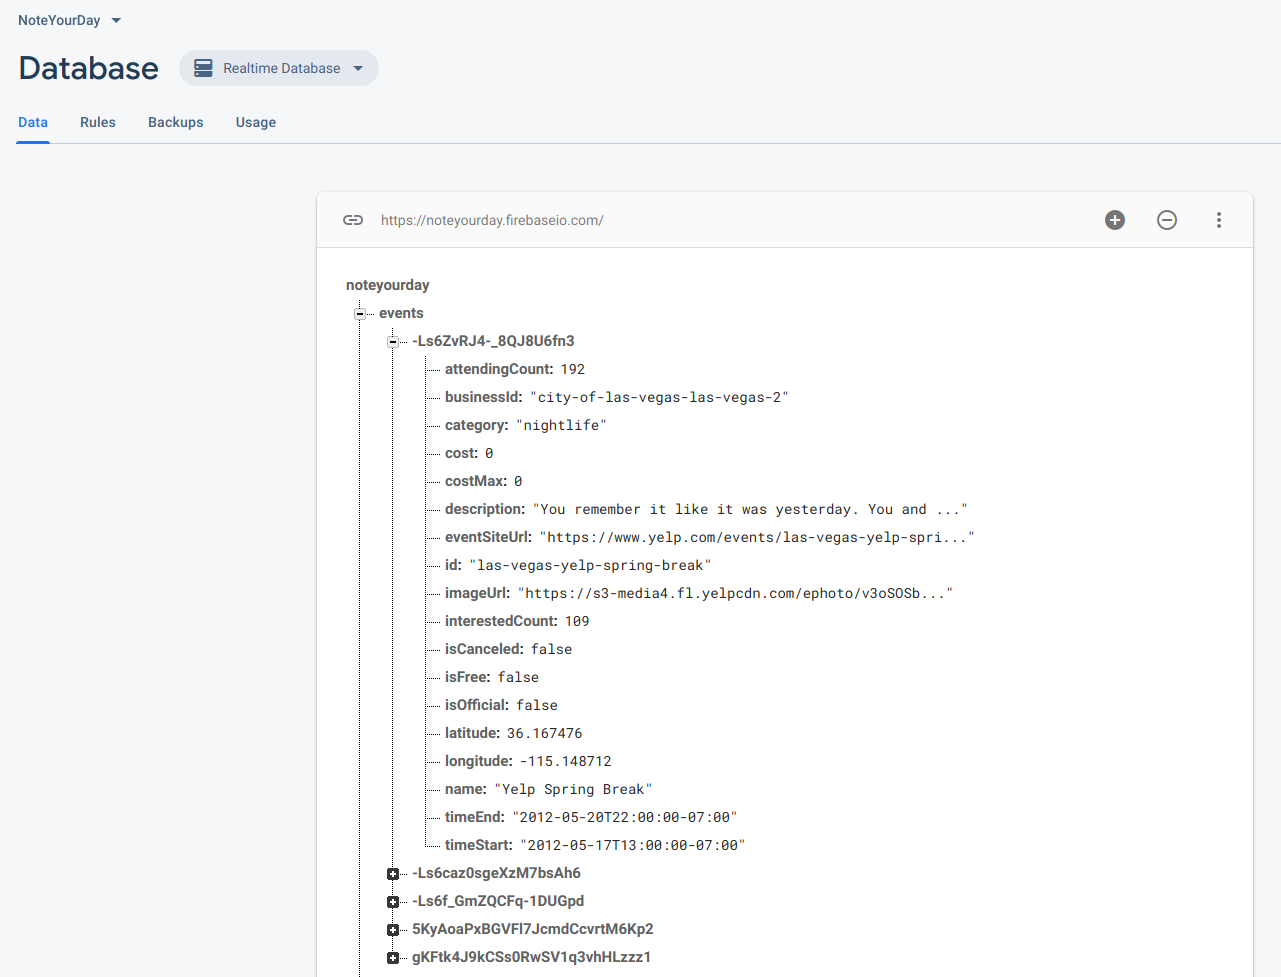 NoteYourDay
Database
Realtime Database
Data Rules Backups Usage
https://noteyourday.firebaseio.com/
noteyourday
events
-Ls6ZvRJ4-_8QJ8U6fn3
attendingCount: 192
businessId: "city-of-las-vegas-las-vegas-2"
category: "nightlife"
cost: 0
costMax: 0
description: "You remember it like it was yesterday. You and ..."
eventSiteUrl: "https://www.yelp.com/events/las-vegas-yelp-spri..."
id: "las-vegas-yelp-spring-break"
imageUrl: "https://s3-media4.fl.yelpcdn.com/ephoto/v3oSOSb..."
interestedCount: 109
isCanceled: false
isFree: false
isOfficial: false
latitude: 36.167476
longitude: -115.148712
name: "Yelp Spring Break"
timeEnd: "2012-05-20T22:00:00-07:00"
timeStart: "2012-05-17T13:00:00-07:00"
-Ls6caz0sgeXzM7bsAh6
-Ls6f_GmZQCFq-1DUGpd
5KyAoaPxBGVFl7JcmdCcvrtM6Kp2
gKFtk4J9kCSs0RwSV1q3vhHLzzz1